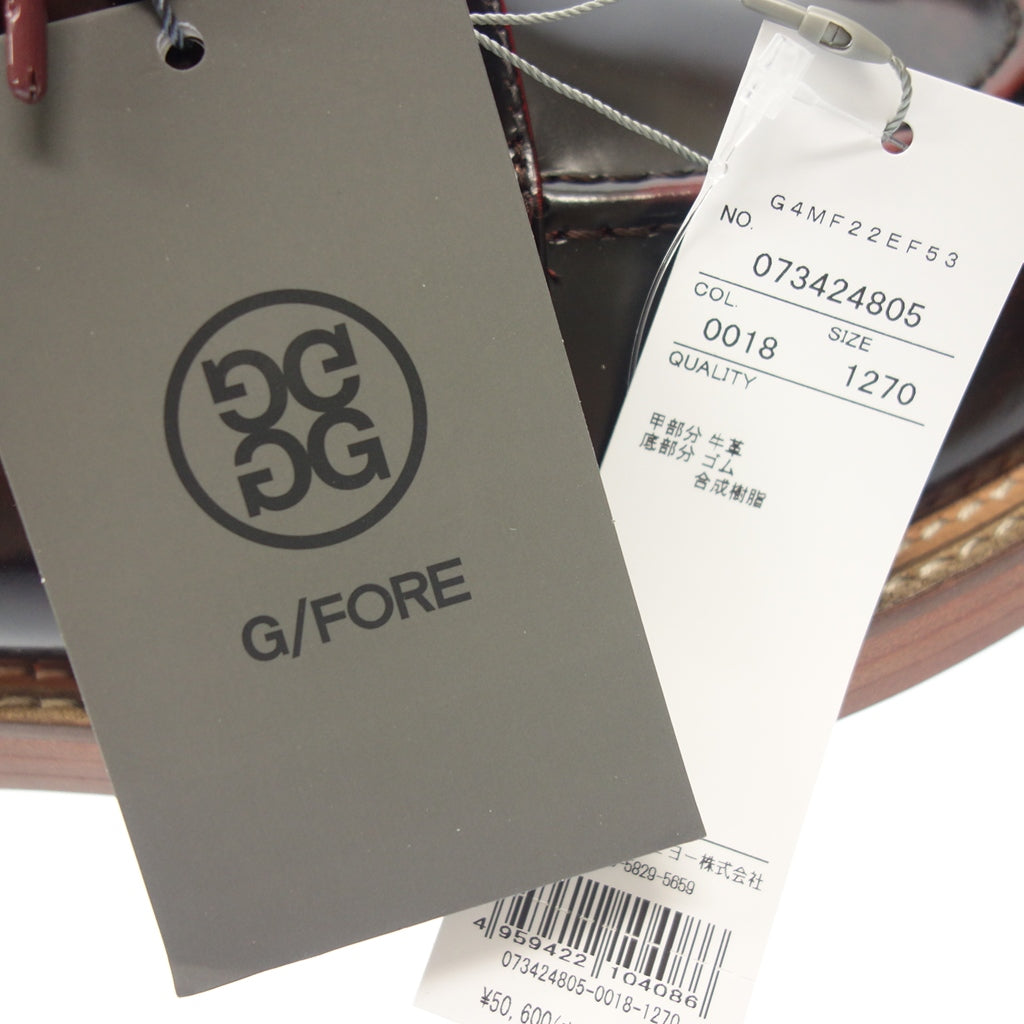 G/FORE
G4MF22EF53
NO.
073424805
COL.
SIZE
0018
1270
QUALITY
甲部分 牛革
底部分 ゴム
合成樹脂
ヨー株式会社
-5829-5659
4 959422 104086
073424805-0018-1270
¥50,600/